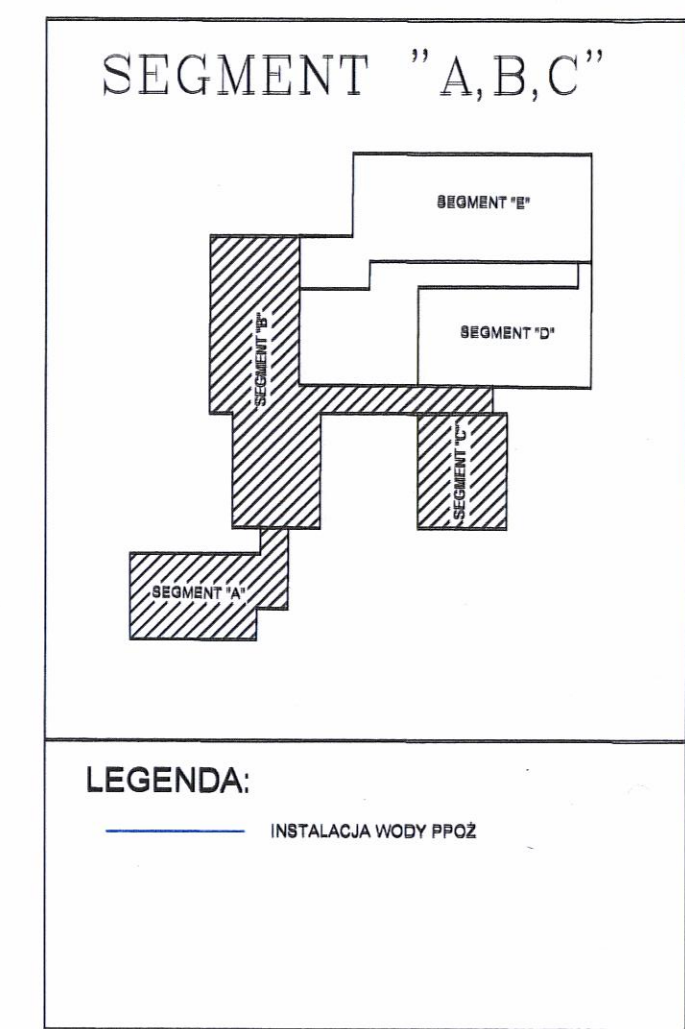 SEGMENT "A,B,C"
SEGMENT "E"
SEGMENT "B"
SEGMENT "D"
SEGMENT "C"
SEGMENT "A"
LEGENDA:
INSTALACJA WODY PPOŻ